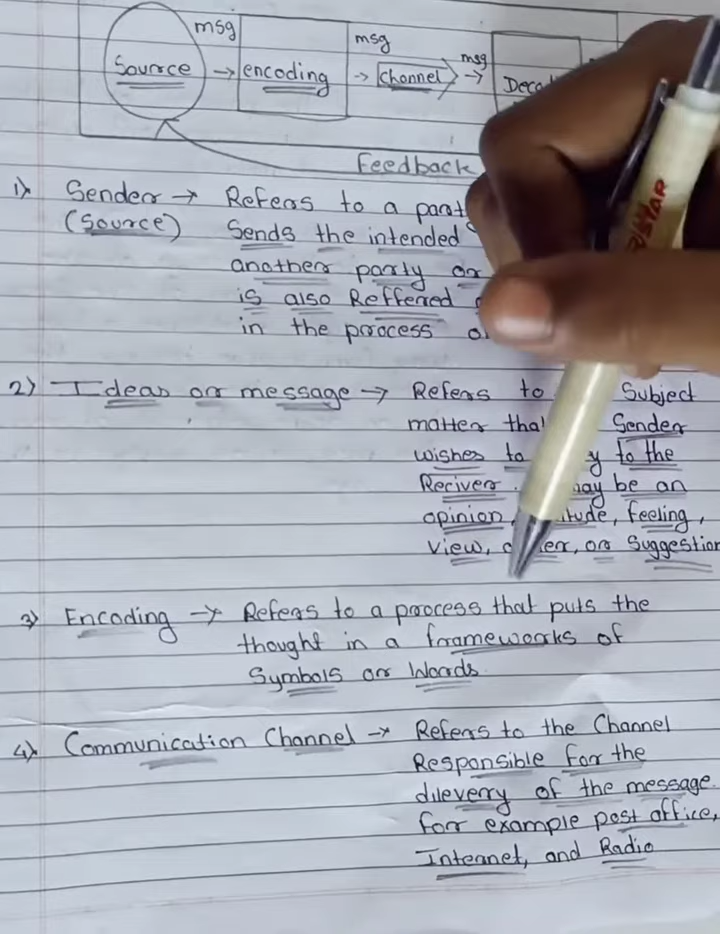 msg
msg
msg
Source → encoding → Channel → Deco
Feedback
1) Sender → Refers to a part
(Source) Sends the intended
another party or
is also Reffered
in the process o
2) Ideas or message → Refers to Subject
matter tha Sender
wishes to y to the
Reciver may be an
opinion, itude, feeling,
view, or Suggestion
3) Encoding → Refers to a process that puts the
thought in a frameworks of
Symbols or Words.
4) Communication Channel → Refers to the Channel
Responsible for the
dilevery of the message.
for example post office,
Internet, and Radio